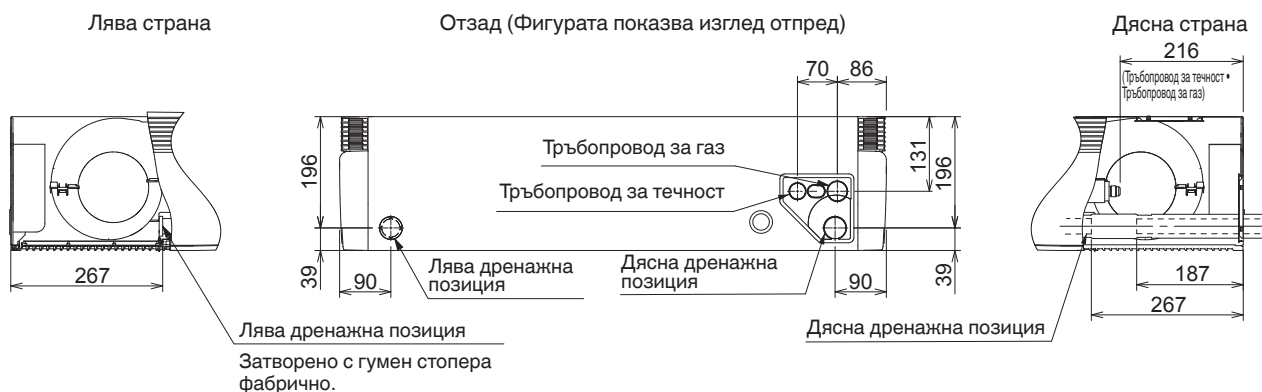 Лява страна
Отзад (Фигурата показва изглед отпред)
Дясна страна
216
70
86
(Тръбопровод за течност •
Тръбопровод за газ)
196
Тръбопровод за газ
131
196
Тръбопровод за течност
39
267
90
Лява дренажна
позиция
Дясна дренажна
позиция
90
39
187
267
Лява дренажна позиция
Затворено с гумен стопера
фабрично.
Дясна дренажна позиция